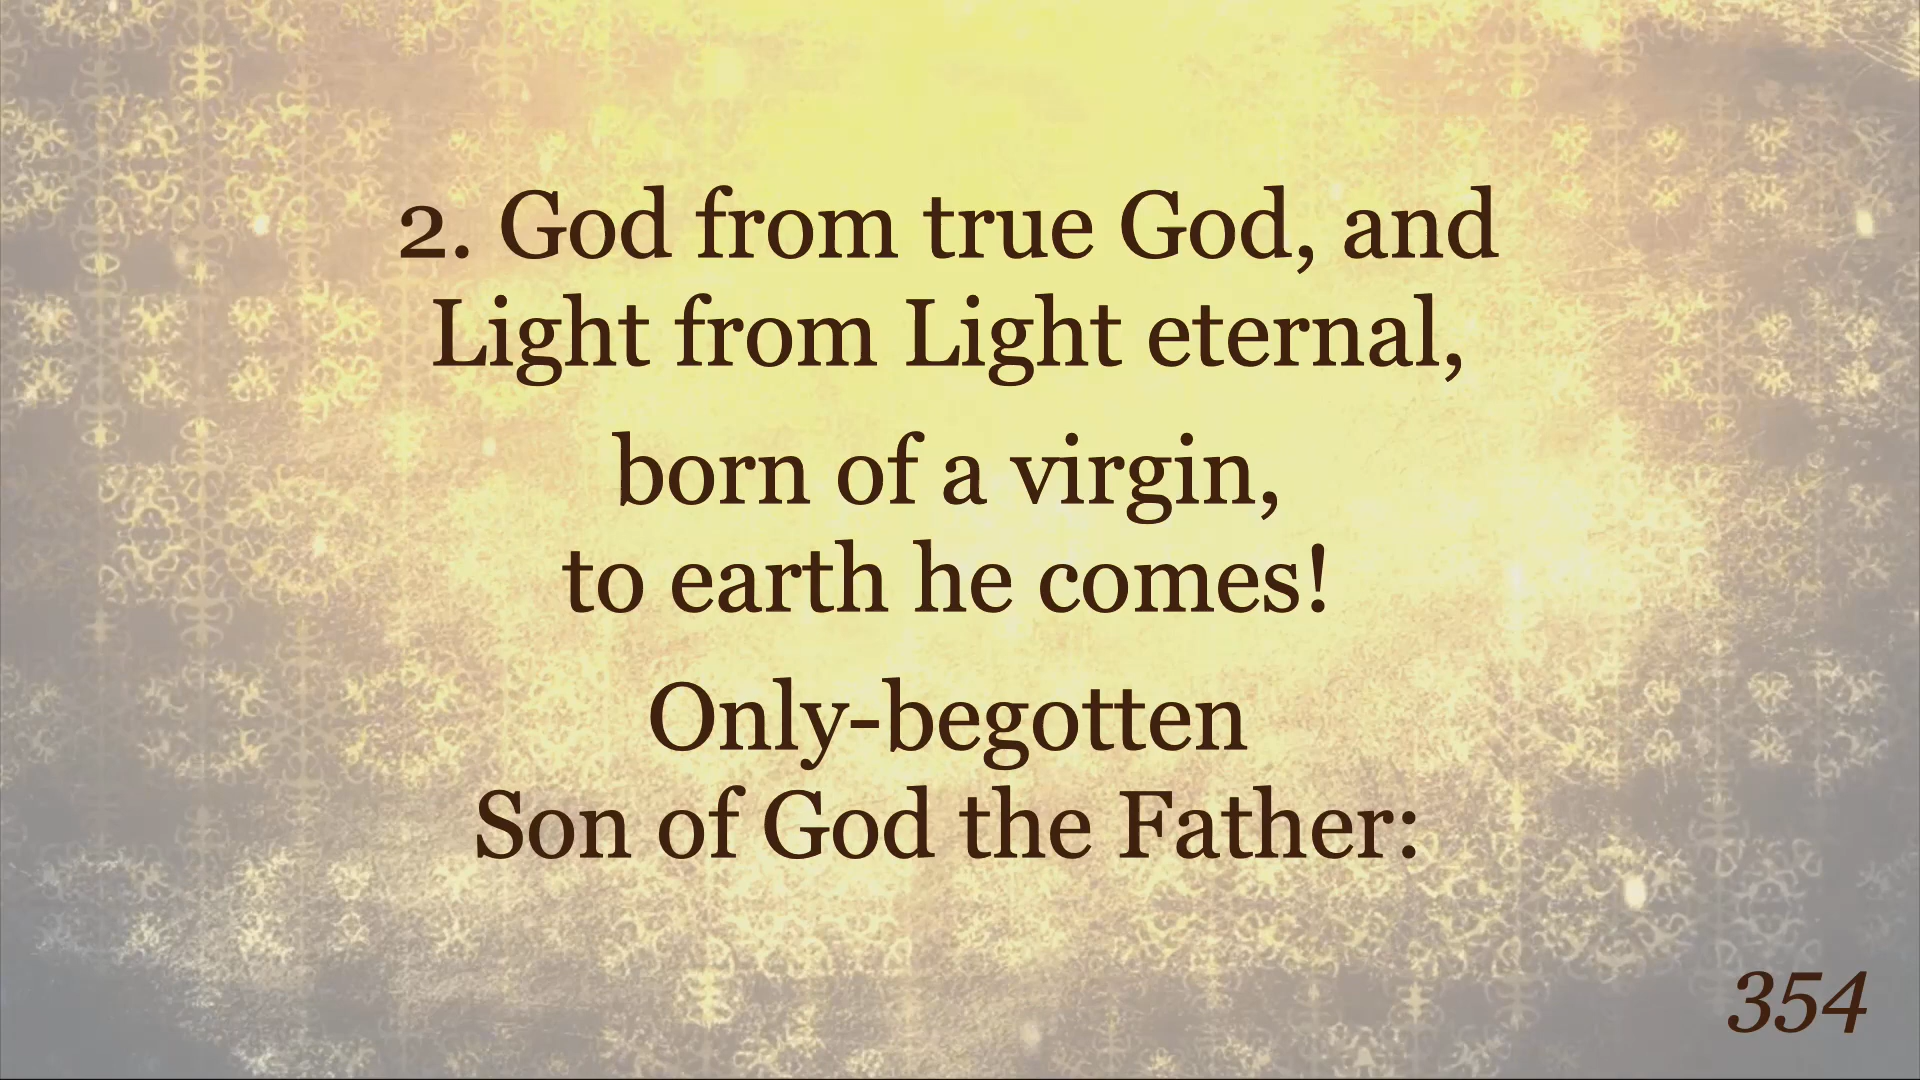 2. God from true God, and
Light from Light eternal,
born of a virgin,
to earth he comes!
Only-begotten
Son of God the Father:
354